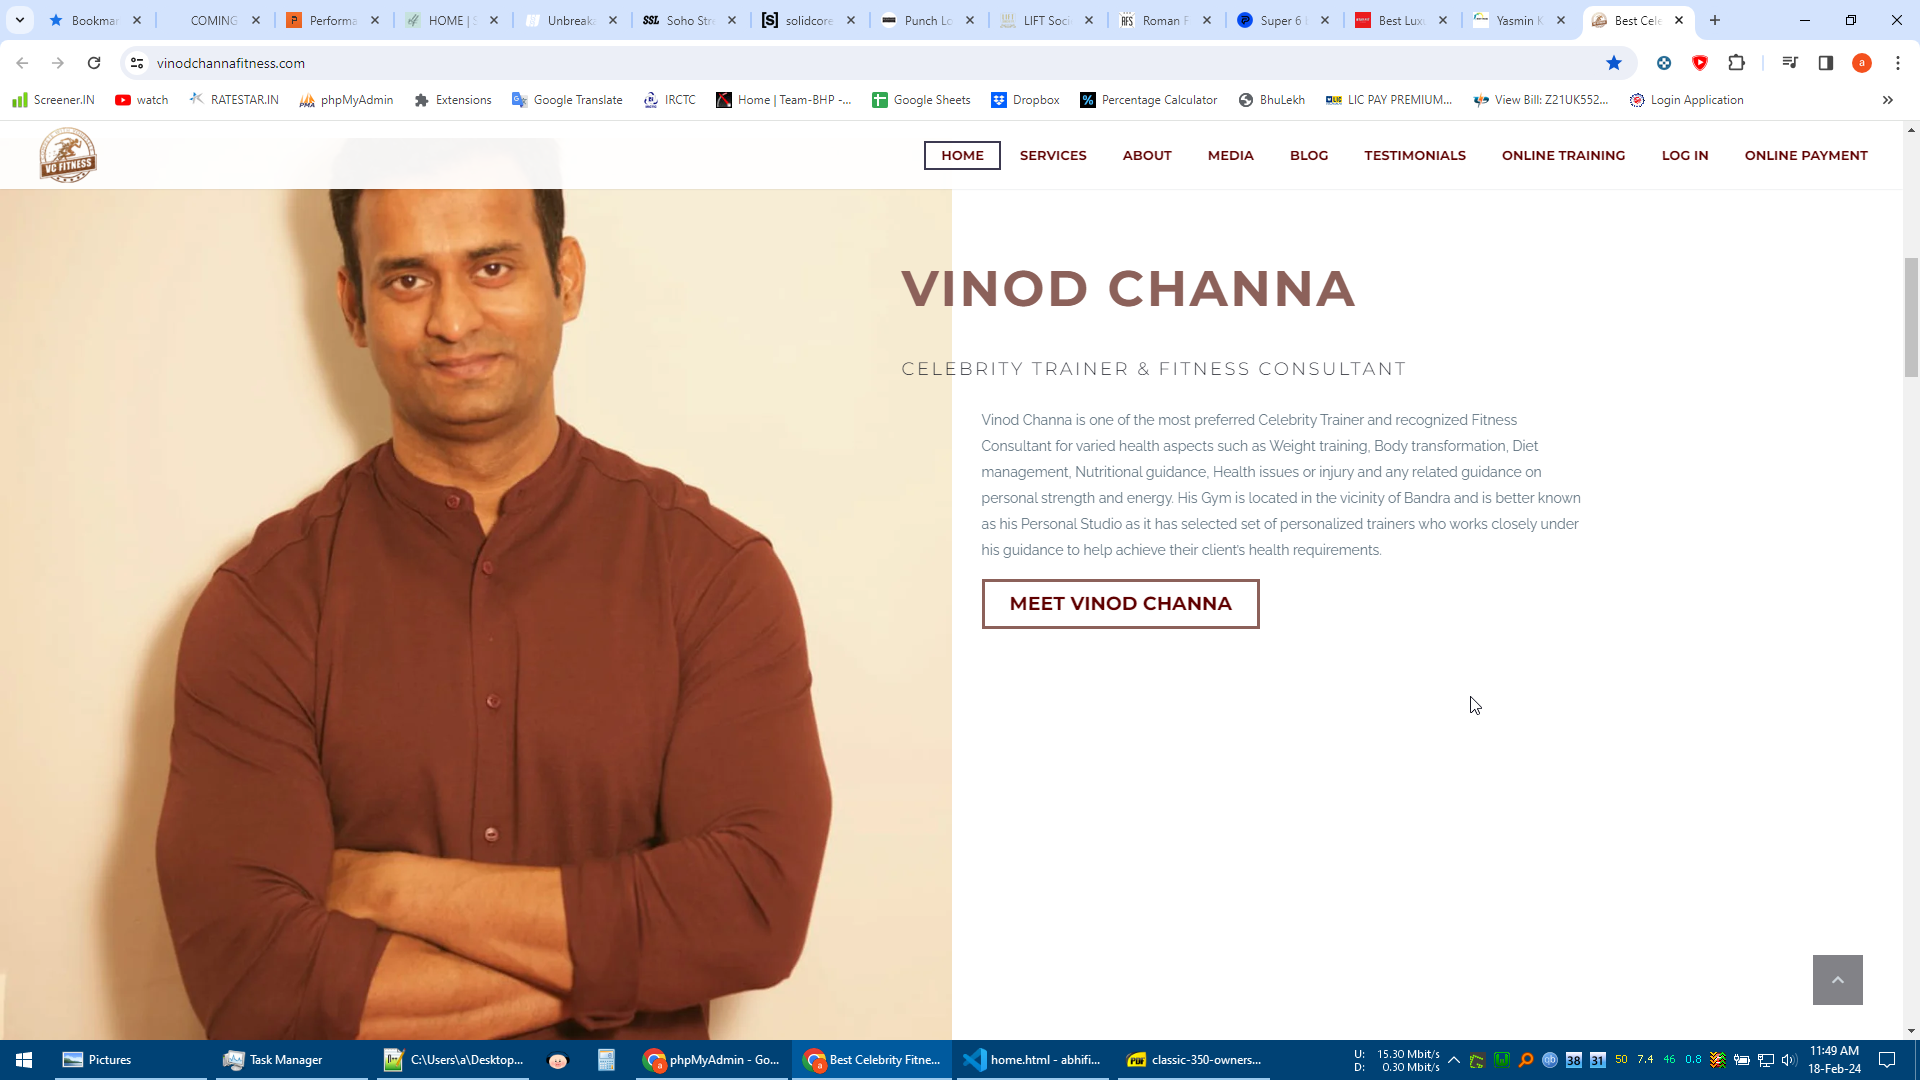 Bookmar
COMING
Performa
HOME | S
Unbreak
SSL Soho Str
[S] solidcore
Punch Lo
LIFT Soci
RFS Roman F
Super 6 L
Best Lux
Yasmin K
Best Cele
vinodchannafitness.com
a
Screener.IN
watch
RATESTAR.IN
phpMyAdmin
Extensions
Google Translate
IRCTC
Home | Team-BHP -...
Google Sheets
Dropbox
Percentage Calculator
BhuLekh
LIC PAY PREMIUM...
View Bill: Z21UK552...
Login Application
VC FITNESS
HOME
SERVICES
ABOUT
MEDIA
BLOG
TESTIMONIALS
ONLINE TRAINING
LOG IN
ONLINE PAYMENT
VINOD CHANNA
CELEBRITY TRAINER & FITNESS CONSULTANT
Vinod Channa is one of the most preferred Celebrity Trainer and recognized Fitness
Consultant for varied health aspects such as Weight training, Body transformation, Diet
management, Nutritional guidance, Health issues or injury and any related guidance on
personal strength and energy. His Gym is located in the vicinity of Bandra and is better known
as his Personal Studio as it has selected set of personalized trainers who works closely under
his guidance to help achieve their client's health requirements.
MEET VINOD CHANNA
Pictures
Task Manager
C:\Users\a\Desktop...
phpMyAdmin - Go...
Best Celebrity Fitne...
home.html - abhifi...
classic-350-owners...
U: 15.30 Mbit/s
D: 0.30 Mbit/s
38 31 50 7.4 46 0.8
11:49 AM
18-Feb-24